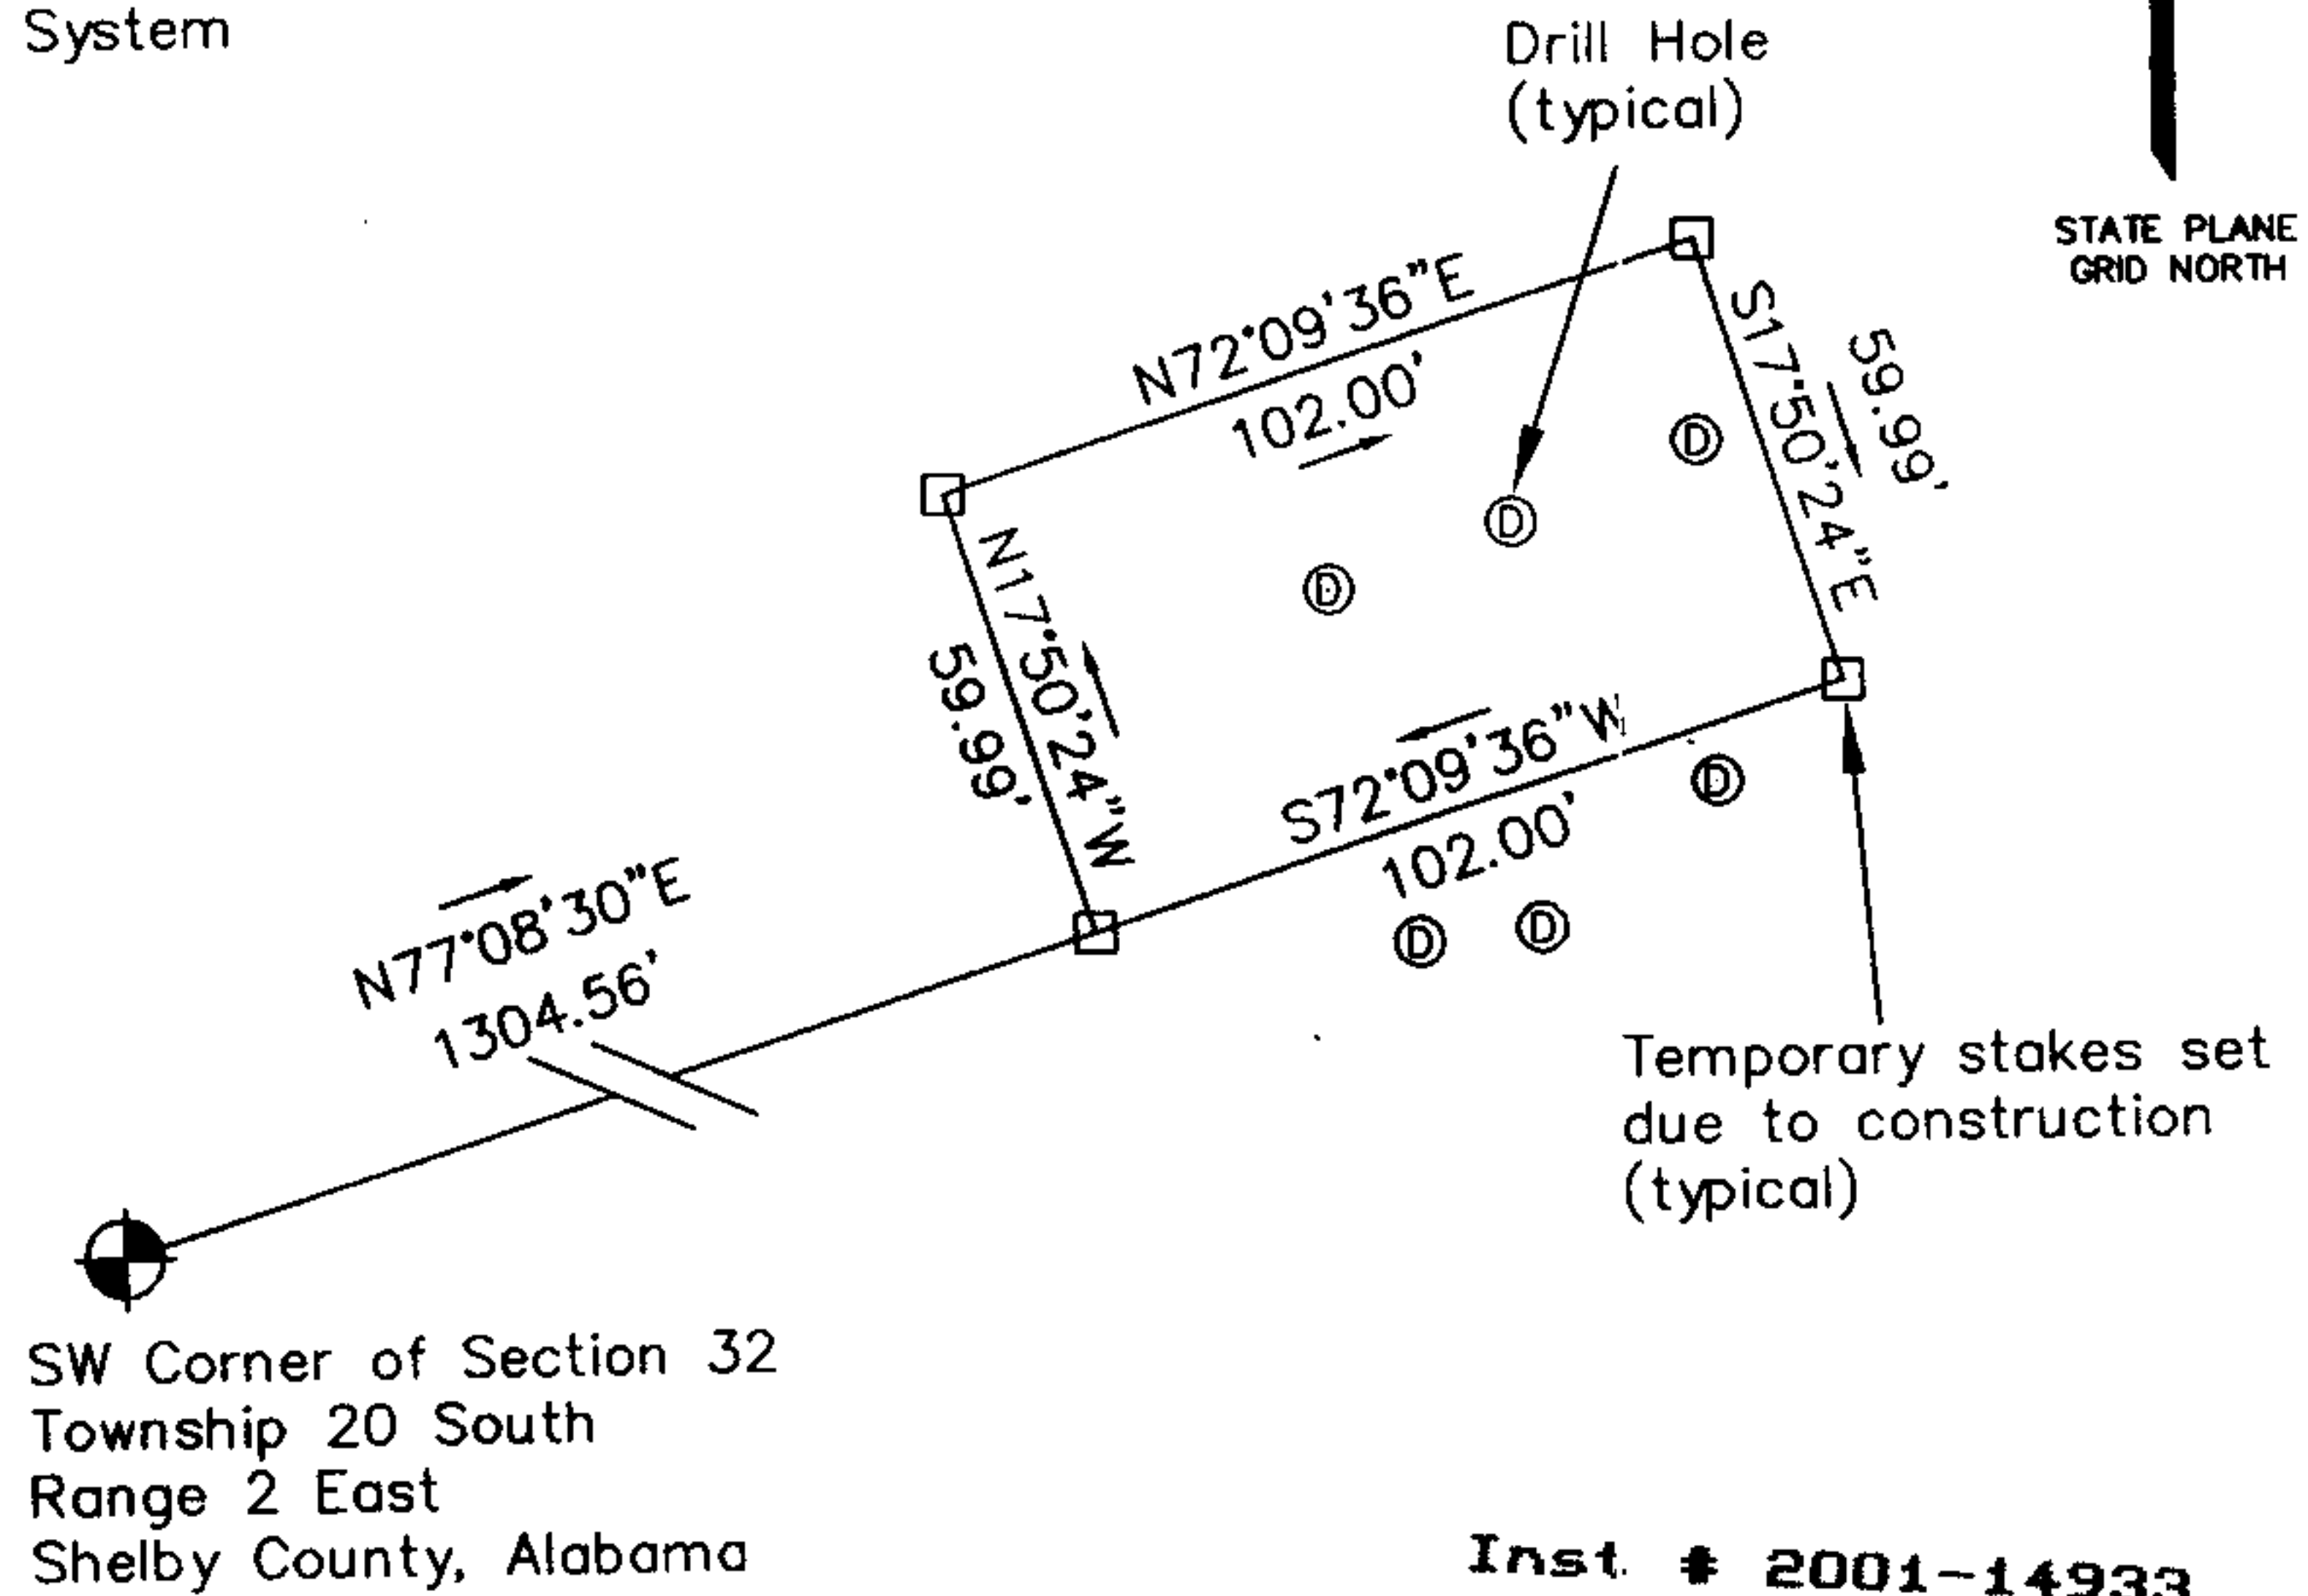 System
Drill Hole
(typical)
STATE PLANE
GRID NORTH
N72°09'36"E
102.00'
S17°50'24"E
59.99'
D
D
D
N17°50'24"W
59.99'
S72°09'36"W
102.00'
D
D
D
N77°08'30"E
1304.56'
Temporary stakes set
due to construction
(typical)
SW Corner of Section 32
Township 20 South
Range 2 East
Shelby County, Alabama
Inst. # 2001-14933